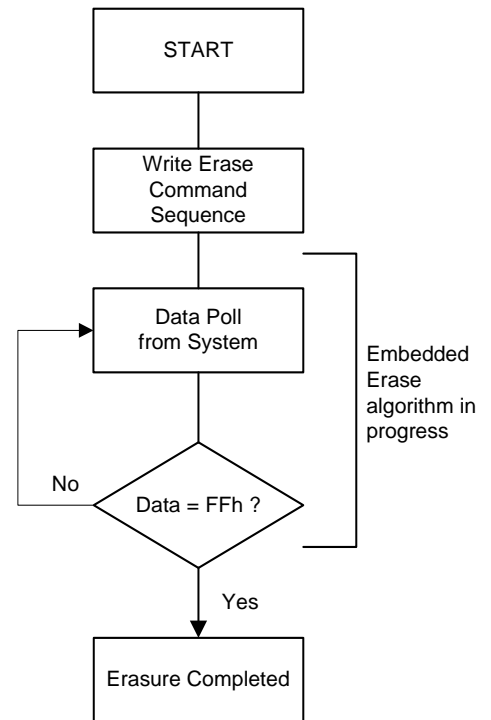 START
Write Erase
Command
Sequence
Data Poll
from System
Embedded
Erase
algorithm in
progress
No
Data = FFh ?
Yes
Erasure Completed